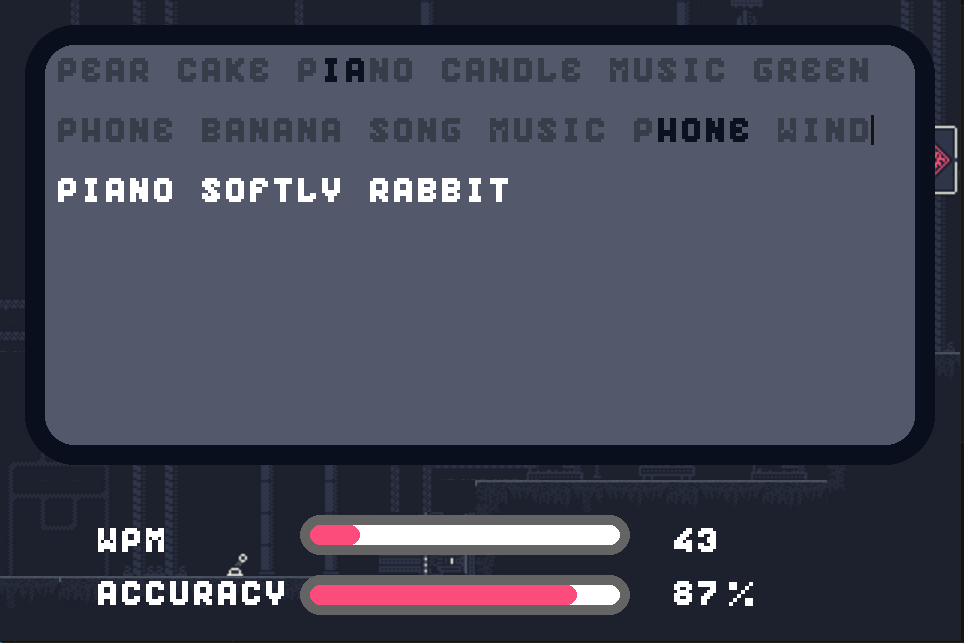 PEAR CAKE PIANO CANDLE MUSIC GREEN
PHONE BANANA SONG MUSIC PHONE WIND
PIANO SOFTLY RABBIT
WPM 43
ACCURACY 87%